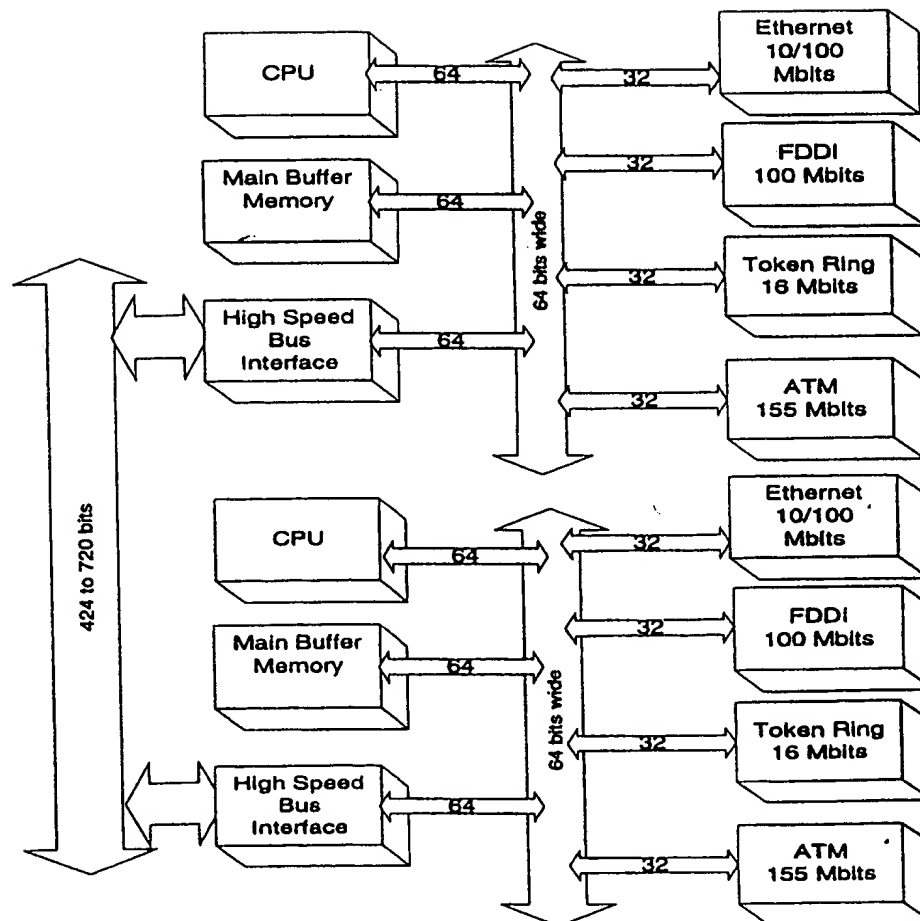 CPU
64
32
Ethernet
10/100
Mbits
Main Buffer
Memory
64
32
FDDI
100 Mbits
64 bits wide
High Speed
Bus
Interface
64
32
Token Ring
16 Mbits
32
ATM
155 Mbits
424 to 720 bits
CPU
64
32
Ethernet
10/100
Mbits
Main Buffer
Memory
64
32
FDDI
100 Mbits
64 bits wide
32
Token Ring
16 Mbits
High Speed
Bus
Interface
64
32
ATM
155 Mbits